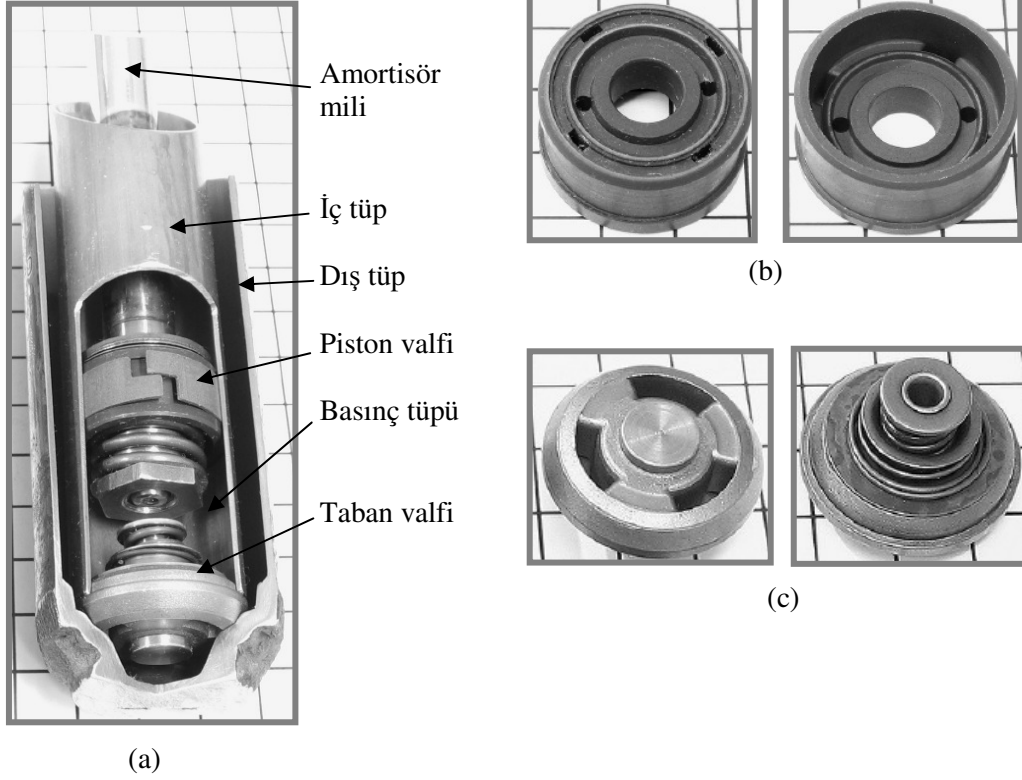 Amortisör
mili
İç tüp
Dış tüp
Piston valfi
Basınç tüpü
Taban valfi
(a)
(b)
(c)